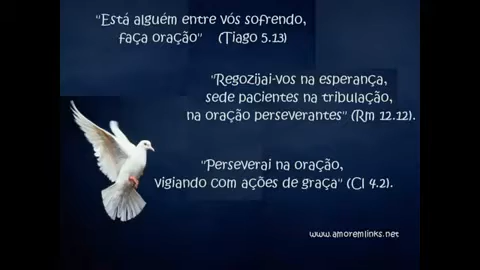 "Está alguém entre vós sofrendo,
faça oração" (Tiago 5.13)
"Regozijai-vos na esperança,
sede pacientes na tribulação,
na oração perseverantes" (Rm 12.12).
"Perseverai na oração,
vigiando com ações de graça" (Cl 4.2).
www.amoremlinks.net